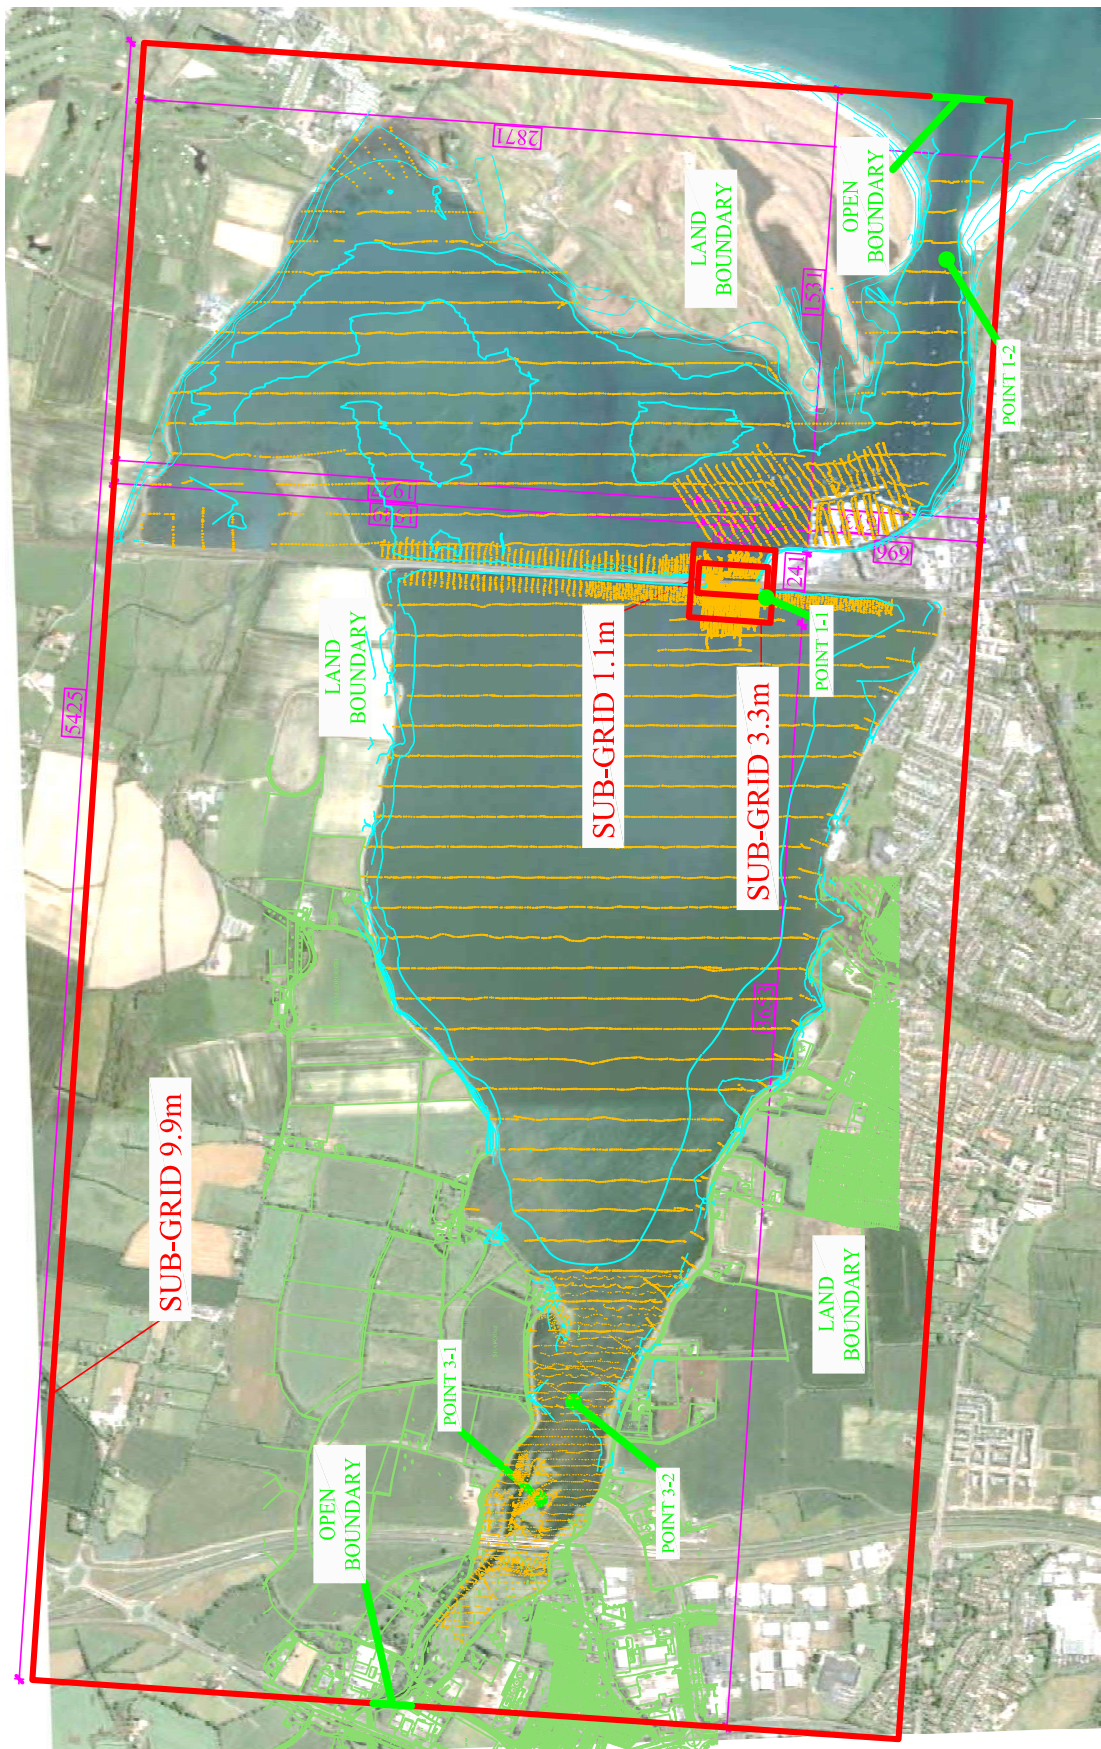 2871
OPEN
BOUNDARY
LAND
BOUNDARY
1531
POINT 1-2
1927
969
241
LAND
BOUNDARY
POINT 1-1
SUB-GRID 1.1m
SUB-GRID 3.3m
5425
3653
SUB-GRID 9.9m
LAND
BOUNDARY
POINT 3-1
POINT 3-2
OPEN
BOUNDARY